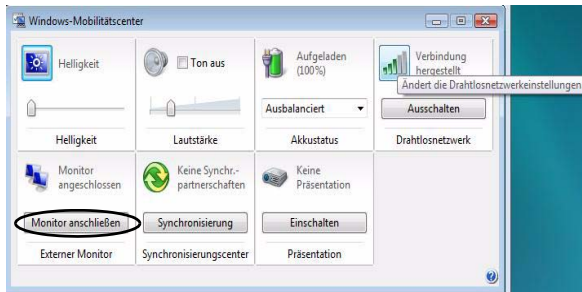 Windows-Mobilitätscenter
Helligkeit
Ton aus
Aufgeladen
(100%)
Verbindung
hergestellt
Ändert die Drahtlosnetzwerkeinstellungen
Ausbalanciert
Ausschalten
Helligkeit
Lautstärke
Akkustatus
Drahtlosnetzwerk
Monitor
angeschlossen
Keine Synchr.-
partnerschaften
Keine
Präsentation
Monitor anschließen
Synchronisierung
Einschalten
Externer Monitor
Synchronisierungscenter
Präsentation